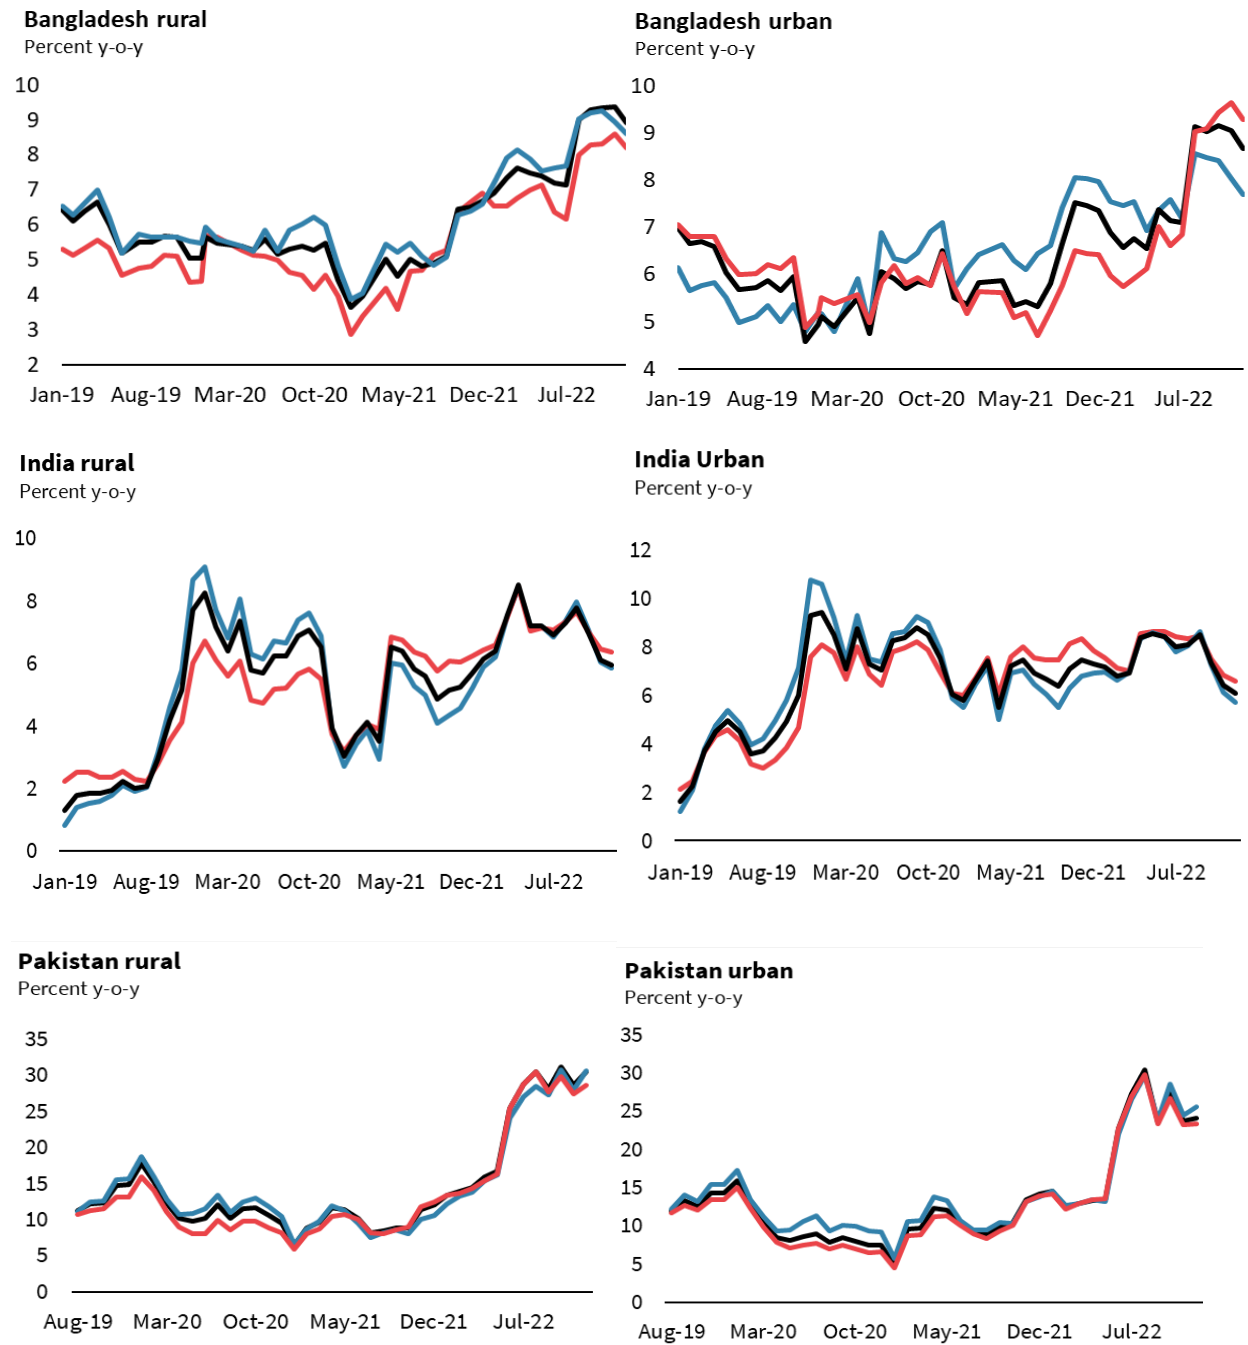 Bangladesh rural
Percent y-o-y
10
9
8
7
6
5
4
3
2
Jan-19 Aug-19 Mar-20 Oct-20 May-21 Dec-21 Jul-22
Bangladesh urban
Percent y-o-y
10
9
8
7
6
5
4
Jan-19 Aug-19 Mar-20 Oct-20 May-21 Dec-21 Jul-22
India rural
Percent y-o-y
10
8
6
4
2
0
Jan-19 Aug-19 Mar-20 Oct-20 May-21 Dec-21 Jul-22
India Urban
Percent y-o-y
12
10
8
6
4
2
0
Jan-19 Aug-19 Mar-20 Oct-20 May-21 Dec-21 Jul-22
Pakistan rural
Percent y-o-y
35
30
25
20
15
10
5
0
Aug-19 Mar-20 Oct-20 May-21 Dec-21 Jul-22
Pakistan urban
Percent y-o-y
35
30
25
20
15
10
5
0
Aug-19 Mar-20 Oct-20 May-21 Dec-21 Jul-22